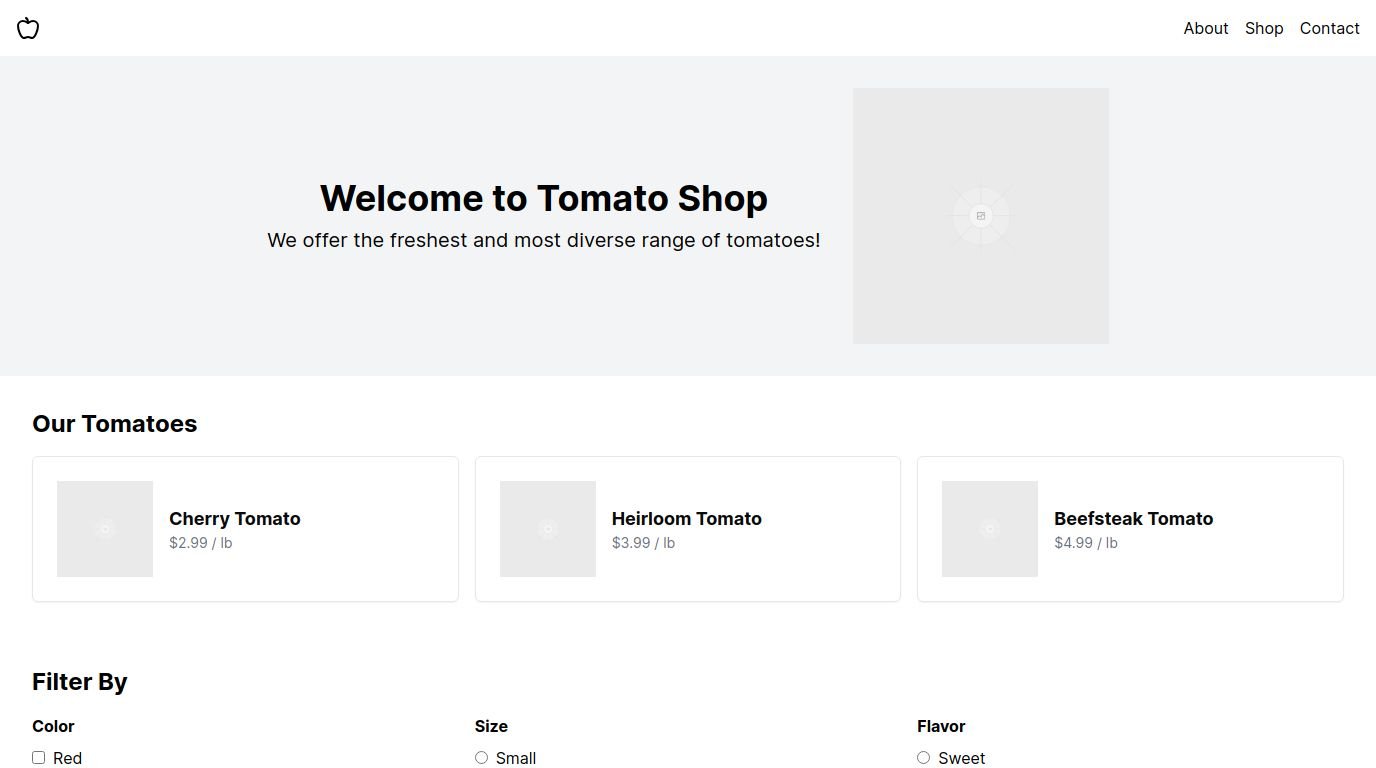 About Shop Contact
Welcome to Tomato Shop
We offer the freshest and most diverse range of tomatoes!
Our Tomatoes
Cherry Tomato
$2.99 / lb
Heirloom Tomato
$3.99 / lb
Beefsteak Tomato
$4.99 / lb
Filter By
Color
Red
Size
Small
Flavor
Sweet